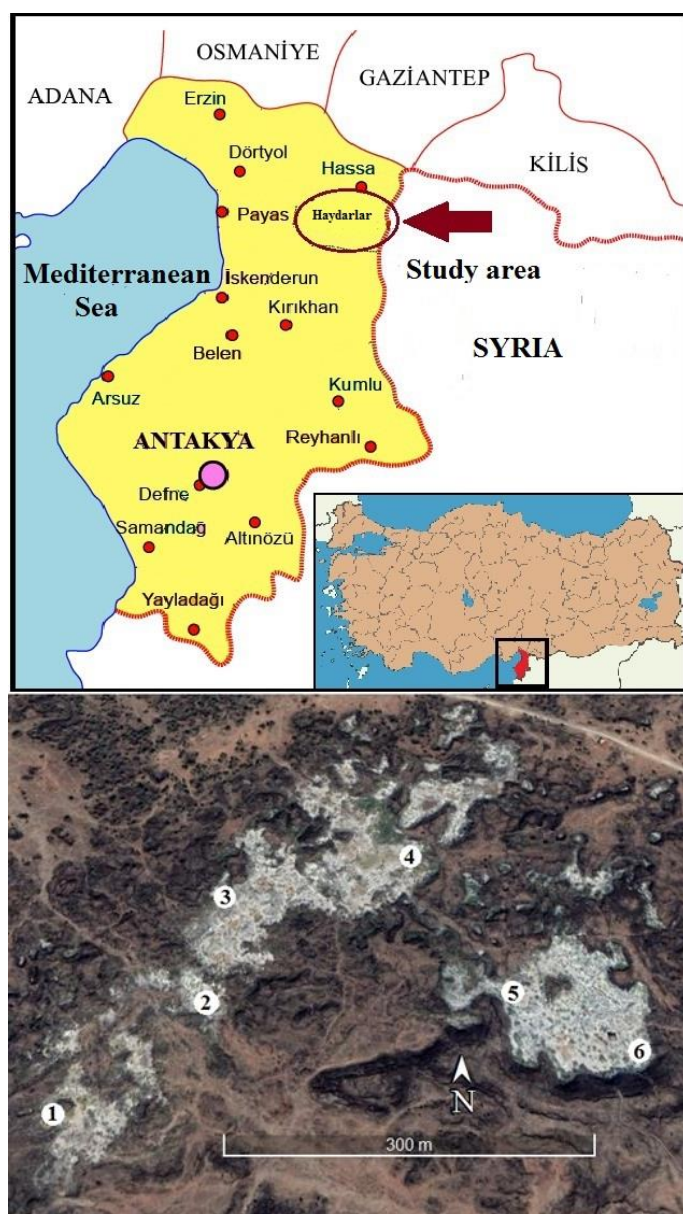 OSMANİYE
ADANA
GAZİANTEP
Erzin
Dörtyol
Hassa
KİLİS
Payas
Haydarlar
Mediterranean
Sea
Study area
İskenderun
Kırıkhan
SYRIA
Belen
Arsuz
Kumlu
ANTAKYA
Reyhanlı
Defne
Samandağ
Altınözü
Yayladağı
4
3
5
2
6
1
N
300 m